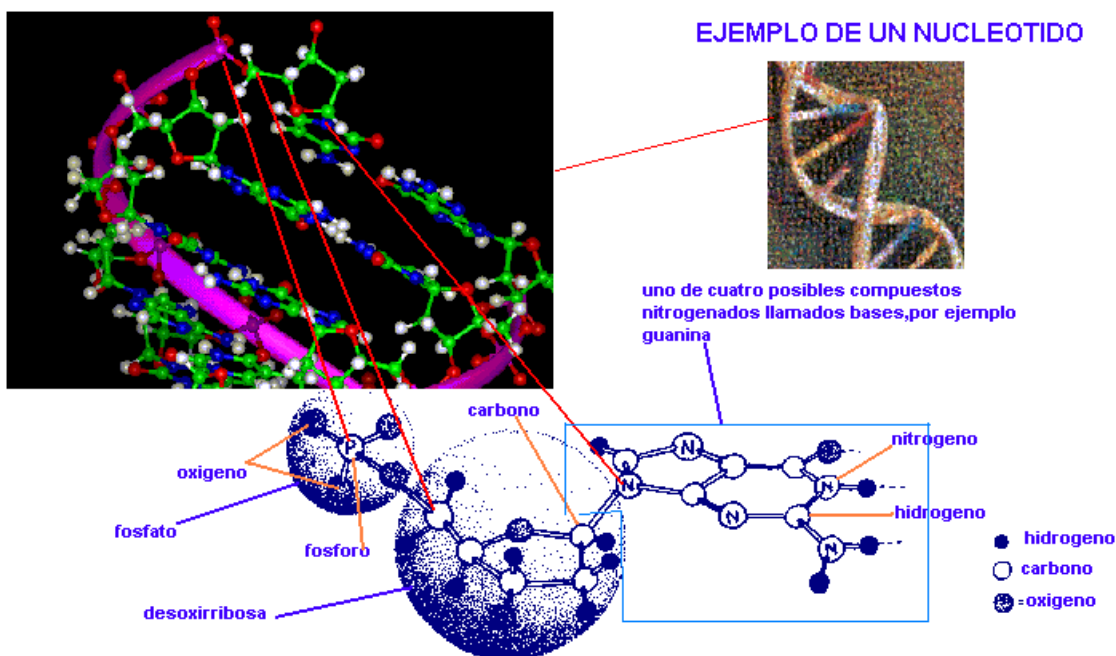 EJEMPLO DE UN NUCLEOTIDO
uno de cuatro posibles compuestos
nitrogenados llamados bases,por ejemplo
guanina
carbono
nitrogeno
oxigeno
P
N
N
N
fosfato
hidrogeno
N
fosforo
N
hidrogeno
carbono
desoxirribosa
=oxigeno